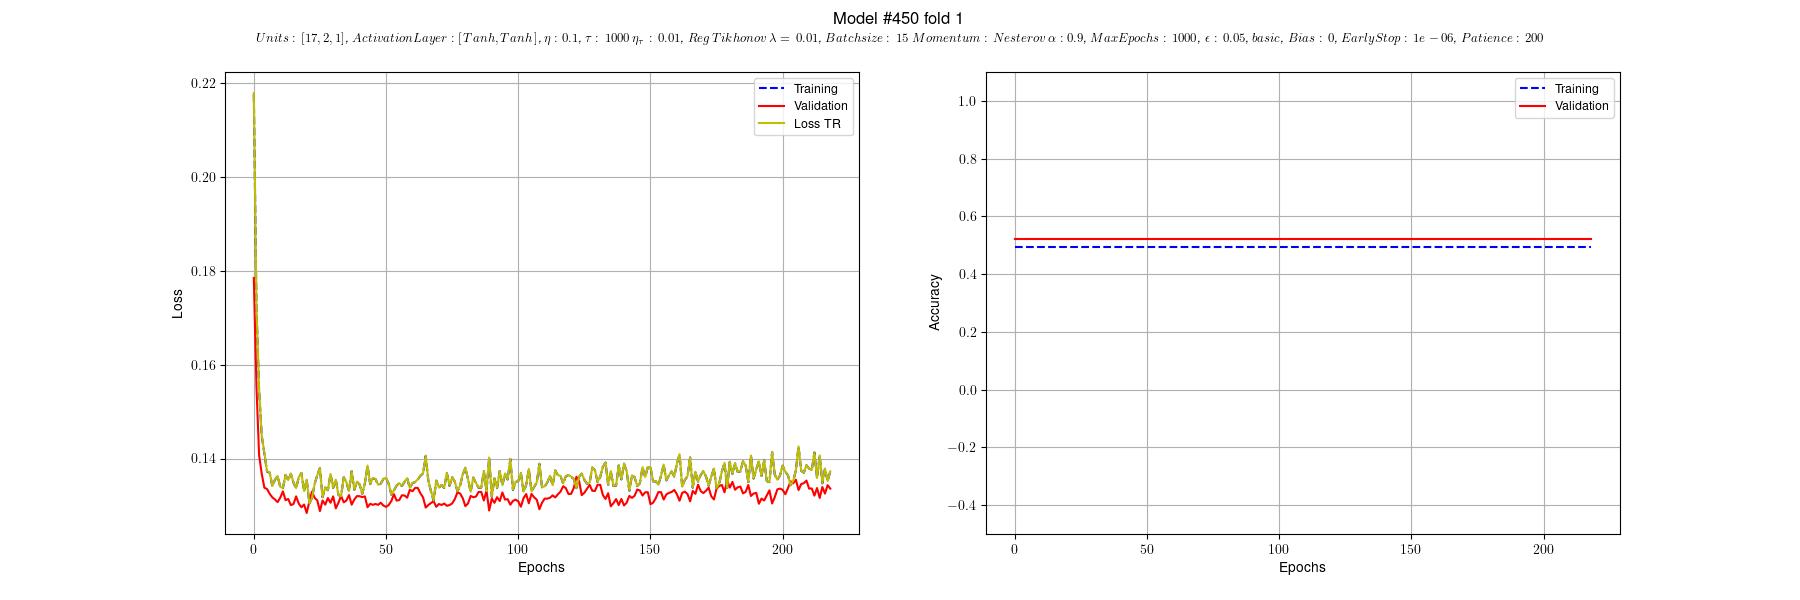 Model #450 fold 1
Units : [17, 2, 1], ActivationLayer : [Tanh, Tanh], η : 0.1, τ : 1000 ητ : 0.01, Reg Tikhonov λ = 0.01, Batchsize : 15 Momentum : Nesterov α : 0.9, MaxEpochs : 1000, ϵ : 0.05, basic, Bias : 0, EarlyStop : 1e − 06, Patience : 200
0.22
0.20
0.18
0.16
0.14
Loss
0 50 100 150 200
Epochs
Training
Validation
Loss TR
1.0
0.8
0.6
0.4
0.2
0.0
−0.2
−0.4
Accuracy
0 50 100 150 200
Epochs
Training
Validation